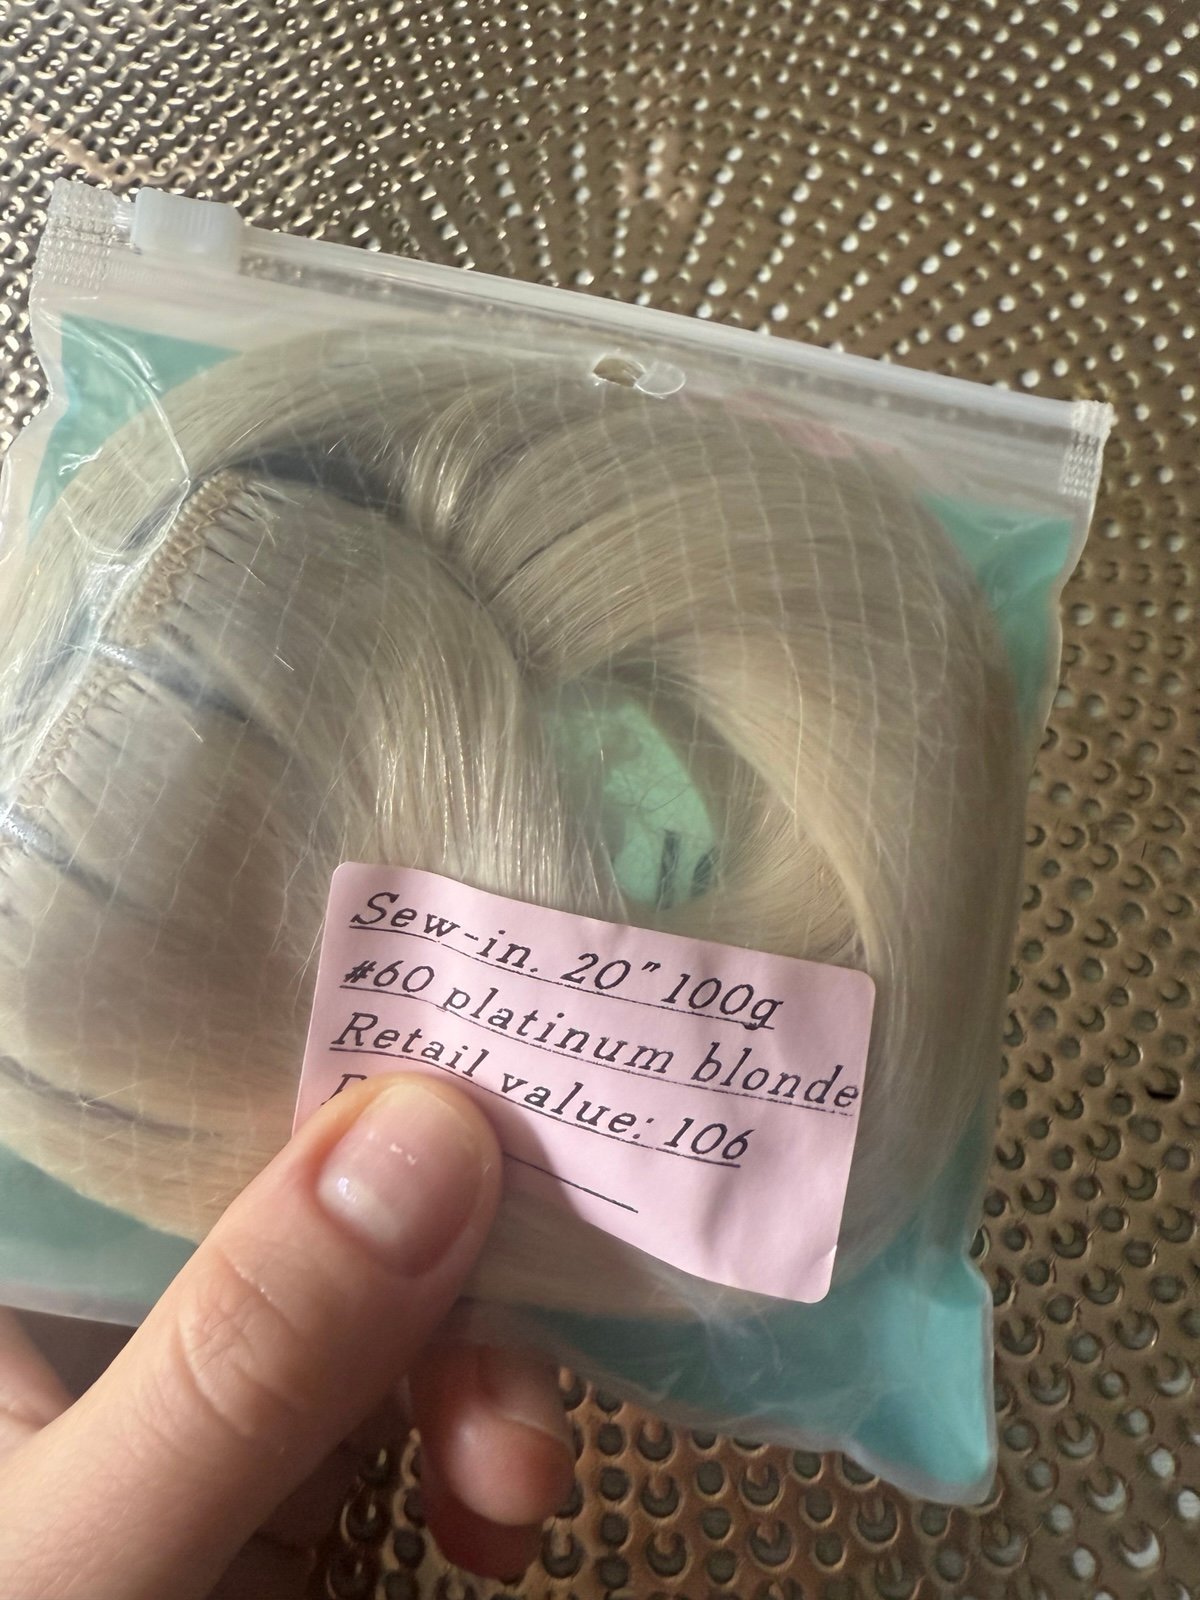 Sew-in. 20" 100g
#60 platinum blonde
Retail value: 106